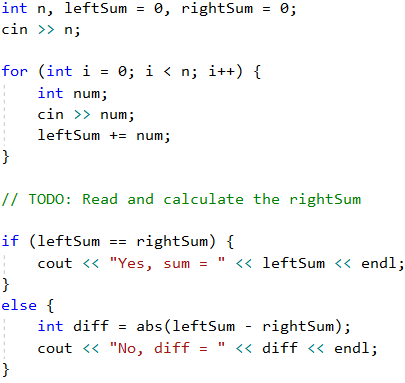 int n, leftSum = 0, rightSum = 0;
cin >> n;
for (int i = 0; i < n; i++) {
int num;
cin >> num;
leftSum += num;
}
// TODO: Read and calculate the rightSum
if (leftSum == rightSum) {
cout << "Yes, sum = " << leftSum << endl;
}
else {
int diff = abs(leftSum - rightSum);
cout << "No, diff = " << diff << endl;
}